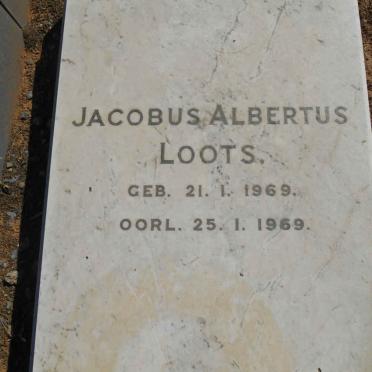 JACOBUS ALBERTUS
LOOTS.
GEB. 21. 1. 1969.
OORL. 25. 1. 1969.